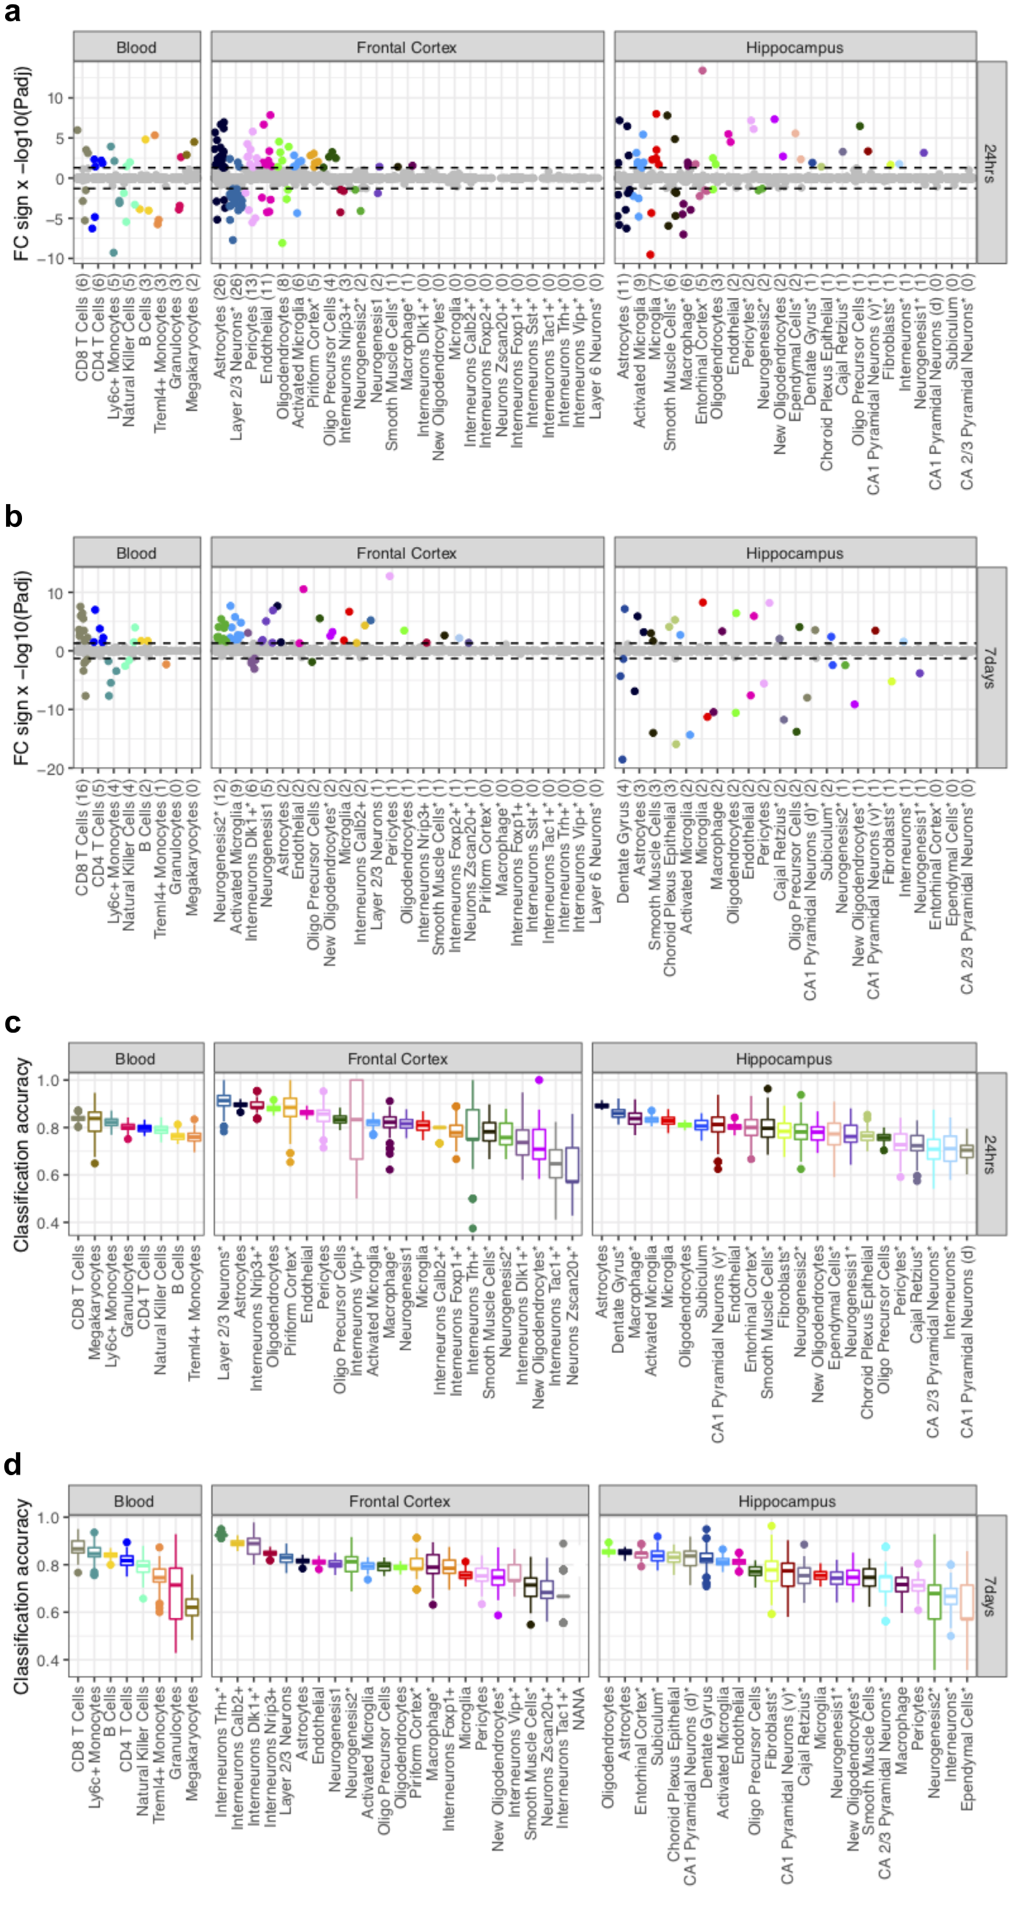 a
Blood
Frontal Cortex
Hippocampus
24hrs
FC sign x −log10(Padj)
10
5
0
−5
−10
CD8 T Cells (6)
CD4 T Cells (6)
Ly6c+ Monocytes (5)
Natural Killer Cells (5)
B Cells (3)
Treml4+ Monocytes (3)
Granulocytes (3)
Megakaryocytes (2)
Astrocytes (26)
Layer 2/3 Neurons* (26)
Pericytes (13)
Endothelial (11)
Oligodendrocytes (8)
Activated Microglia (6)
Piriform Cortex* (5)
Oligo Precursor Cells (4)
Interneurons Nrip3+* (3)
Neurogenesis2* (2)
Neurogenesis1 (2)
Smooth Muscle Cells* (1)
Macrophage* (1)
Interneurons Dlk1+* (0)
New Oligodendrocytes* (0)
Microglia (0)
Interneurons Calb2+* (0)
Interneurons Foxp2+* (0)
Neurons Zscan20+* (0)
Interneurons Foxp1+* (0)
Interneurons Sst+* (0)
Interneurons Tac1+* (0)
Interneurons Trh+* (0)
Interneurons Vip+* (0)
Layer 6 Neurons* (0)
Astrocytes (11)
Activated Microglia (9)
Microglia (7)
Smooth Muscle Cells* (6)
Macrophage* (6)
Entorhinal Cortex* (5)
Oligodendrocytes (3)
Endothelial (2)
Pericytes* (2)
Neurogenesis2* (2)
New Oligodendrocytes (2)
Ependymal Cells* (2)
Dentate Gyrus* (1)
Choroid Plexus Epithelial (1)
Cajal Retzius* (1)
Oligo Precursor Cells (1)
CA1 Pyramidal Neurons (v)* (1)
Fibroblasts* (1)
Interneurons* (1)
Neurogenesis1* (1)
CA1 Pyramidal Neurons (d) (0)
Subiculum (0)
CA 2/3 Pyramidal Neurons* (0)
b
Blood
Frontal Cortex
Hippocampus
7days
FC sign x −log10(Padj)
10
0
−10
−20
CD8 T Cells (16)
CD4 T Cells (5)
Ly6c+ Monocytes (4)
Natural Killer Cells (4)
B Cells (2)
Treml4+ Monocytes (1)
Granulocytes (0)
Megakaryocytes (0)
Neurogenesis2* (12)
Activated Microglia (9)
Interneurons Dlk1+* (6)
Neurogenesis1 (5)
Astrocytes (2)
Endothelial (2)
Oligo Precursor Cells (2)
New Oligodendrocytes* (2)
Microglia (2)
Interneurons Calb2+ (2)
Layer 2/3 Neurons (1)
Pericytes (1)
Oligodendrocytes (1)
Interneurons Nrip3+ (1)
Smooth Muscle Cells* (1)
Interneurons Foxp2+* (1)
Neurons Zscan20+* (1)
Piriform Cortex* (0)
Macrophage* (0)
Interneurons Foxp1+ (0)
Interneurons Sst+* (0)
Interneurons Tac1+* (0)
Interneurons Trh+* (0)
Interneurons Vip+* (0)
Layer 6 Neurons* (0)
Dentate Gyrus (4)
Astrocytes (3)
Smooth Muscle Cells (3)
Choroid Plexus Epithelial (3)
Activated Microglia (2)
Microglia (2)
Macrophage (2)
Oligodendrocytes (2)
Endothelial (2)
Pericytes (2)
Cajal Retzius* (2)
Oligo Precursor Cells (2)
CA1 Pyramidal Neurons (d)* (2)
Subiculum* (2)
Neurogenesis2* (1)
New Oligodendrocytes* (1)
CA1 Pyramidal Neurons (v)* (1)
Fibroblasts* (1)
Interneurons* (1)
Neurogenesis1* (1)
Entorhinal Cortex* (0)
Ependymal Cells* (0)
CA 2/3 Pyramidal Neurons* (0)
c
Blood
Frontal Cortex
Hippocampus
24hrs
Classification accuracy
1.0
0.8
0.6
0.4
CD8 T Cells
Megakaryocytes
Ly6c+ Monocytes
Granulocytes
CD4 T Cells
Natural Killer Cells
B Cells
Treml4+ Monocytes
Layer 2/3 Neurons*
Astrocytes
Interneurons Nrip3+*
Oligodendrocytes
Piriform Cortex*
Endothelial
Pericytes
Oligo Precursor Cells
Interneurons Vip+*
Activated Microglia
Macrophage*
Neurogenesis1
Microglia
Interneurons Calb2+*
Interneurons Foxp1+*
Interneurons Trh+*
Smooth Muscle Cells*
Neurogenesis2*
Interneurons Dlk1+*
New Oligodendrocytes*
Interneurons Tac1+*
Neurons Zscan20+*
Astrocytes
Dentate Gyrus*
Macrophage*
Activated Microglia
Microglia
Oligodendrocytes
Subiculum
CA1 Pyramidal Neurons (v)*
Endothelial
Entorhinal Cortex*
Smooth Muscle Cells*
Fibroblasts*
Neurogenesis2*
New Oligodendrocytes
Ependymal Cells*
Neurogenesis1*
Choroid Plexus Epithelial
Oligo Precursor Cells
Pericytes*
Cajal Retzius*
CA 2/3 Pyramidal Neurons*
Interneurons*
CA1 Pyramidal Neurons (d)
d
Blood
Frontal Cortex
Hippocampus
7days
Classification accuracy
1.0
0.8
0.6
0.4
CD8 T Cells
Ly6c+ Monocytes
B Cells
CD4 T Cells
Natural Killer Cells
Treml4+ Monocytes
Granulocytes
Megakaryocytes
Interneurons Trh+*
Interneurons Calb2+
Interneurons Dlk1+*
Interneurons Nrip3+
Layer 2/3 Neurons
Astrocytes
Endothelial
Neurogenesis1
Neurogenesis2*
Activated Microglia
Oligo Precursor Cells
Oligodendrocytes
Piriform Cortex*
Macrophage*
Interneurons Foxp1+
Microglia
Pericytes
New Oligodendrocytes*
Interneurons Vip+*
Smooth Muscle Cells*
Neurons Zscan20+*
Interneurons Tac1+*
NANA
Oligodendrocytes
Astrocytes
Entorhinal Cortex*
Subiculum*
Choroid Plexus Epithelial
CA1 Pyramidal Neurons (d)*
Dentate Gyrus
Activated Microglia
Endothelial
Oligo Precursor Cells
Fibroblasts*
CA1 Pyramidal Neurons (v)*
Cajal Retzius*
Microglia
Neurogenesis1*
New Oligodendrocytes*
Smooth Muscle Cells
CA 2/3 Pyramidal Neurons*
Macrophage
Pericytes
Neurogenesis2*
Interneurons*
Ependymal Cells*